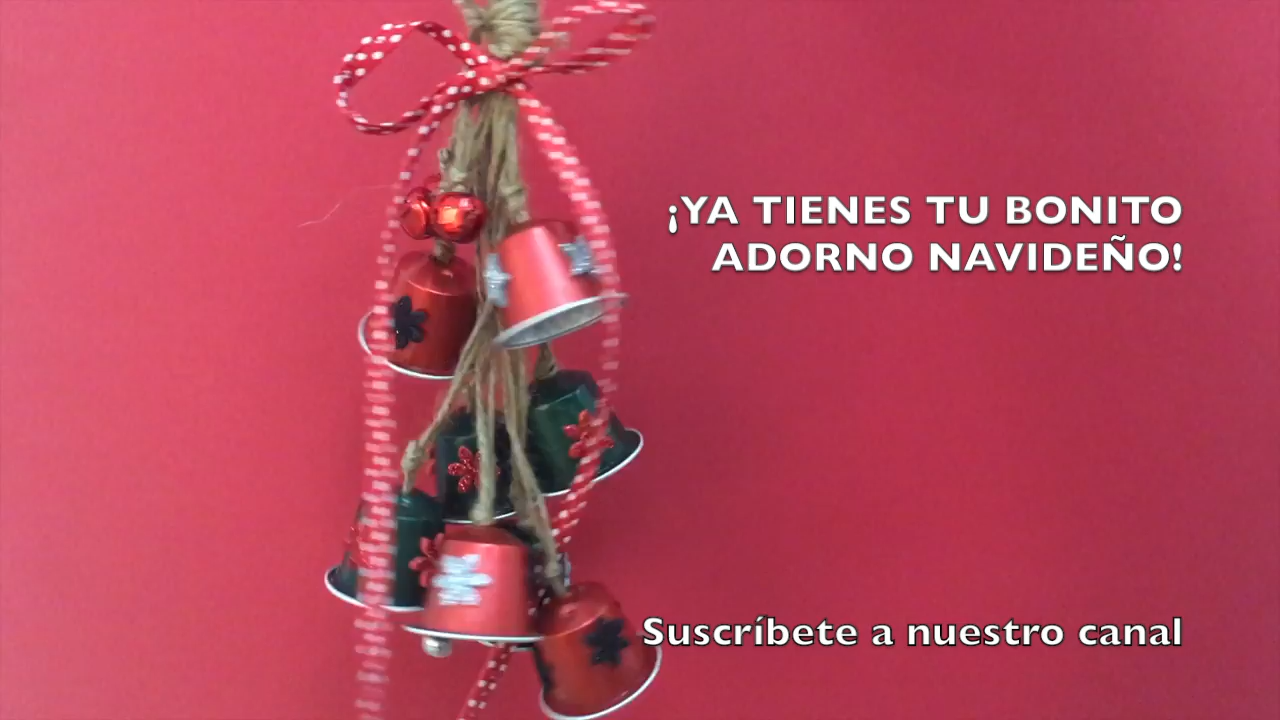 ¡YA TIENES TU BONITO
ADORNO NAVIDEÑO!
Suscríbete a nuestro canal